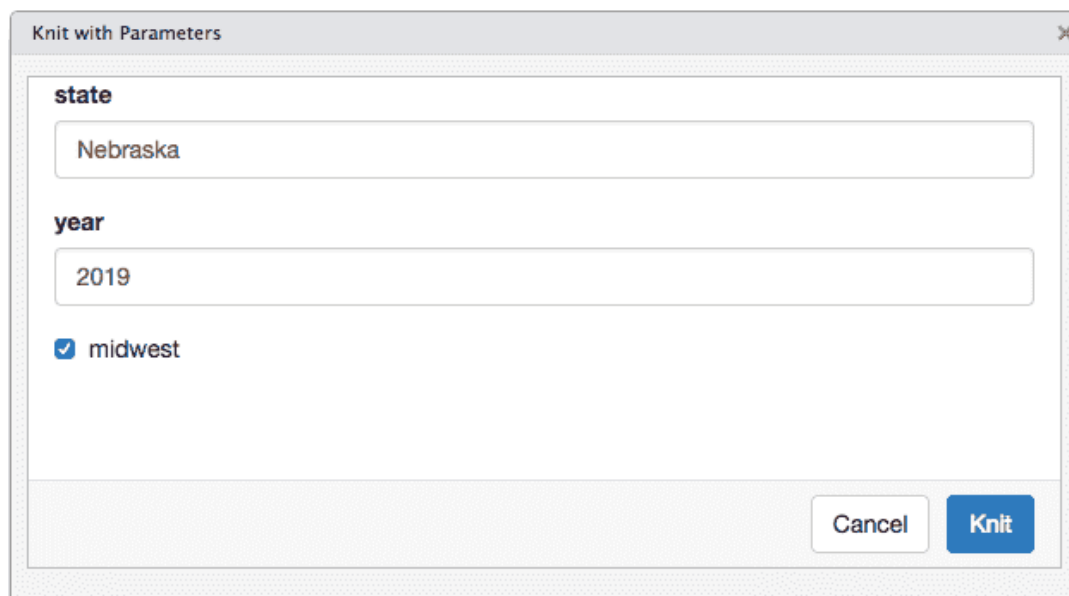 Knit with Parameters
state
Nebraska
year
2019
midwest
Cancel Knit